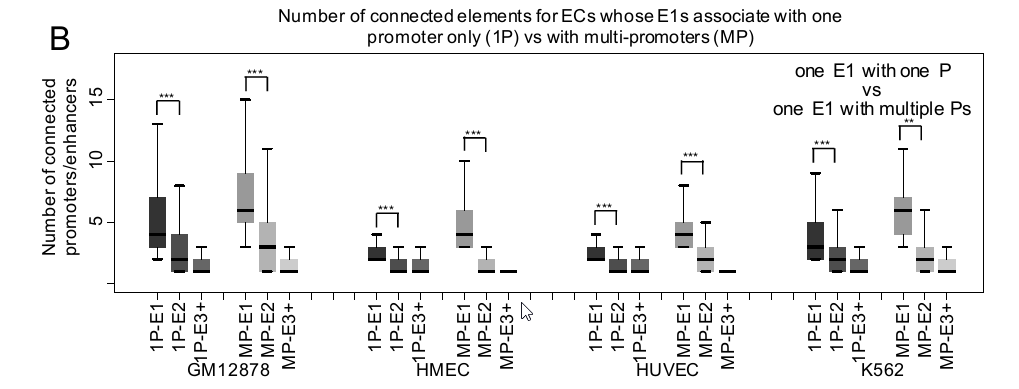 B
Number of connected elements for ECs whose E1s associate with one
promoter only (1P) vs with multi-promoters (MP)
Number of connected
promoters/enhancers
15
10
5
one E1 with one P
vs
one E1 with multiple Ps
***
***
***
***
***
***
***
**
1P-E1
1P-E2
1P-E3+
MP-E1
MP-E2
MP-E3+
1P-E1
1P-E2
1P-E3+
MP-E1
MP-E2
MP-E3+
1P-E1
1P-E2
1P-E3+
MP-E1
MP-E2
MP-E3+
1P-E1
1P-E2
1P-E3+
MP-E1
MP-E2
MP-E3+
GM12878
HMEC
HUVEC
K562